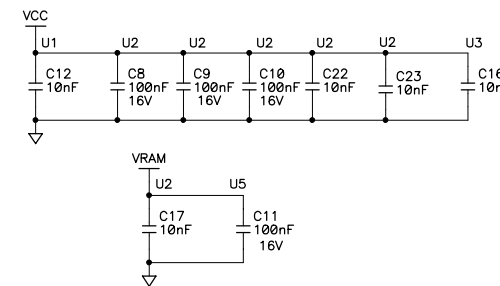 VCC
U1 U2 U2 U2 U2 U2 U3
C12 C8 C9 C10 C22 C23 C16
10nF 100nF 100nF 100nF 10nF 10nF
16V 16V 16V
VRAM
U2 U5
C17 C11
10nF 100nF
16V